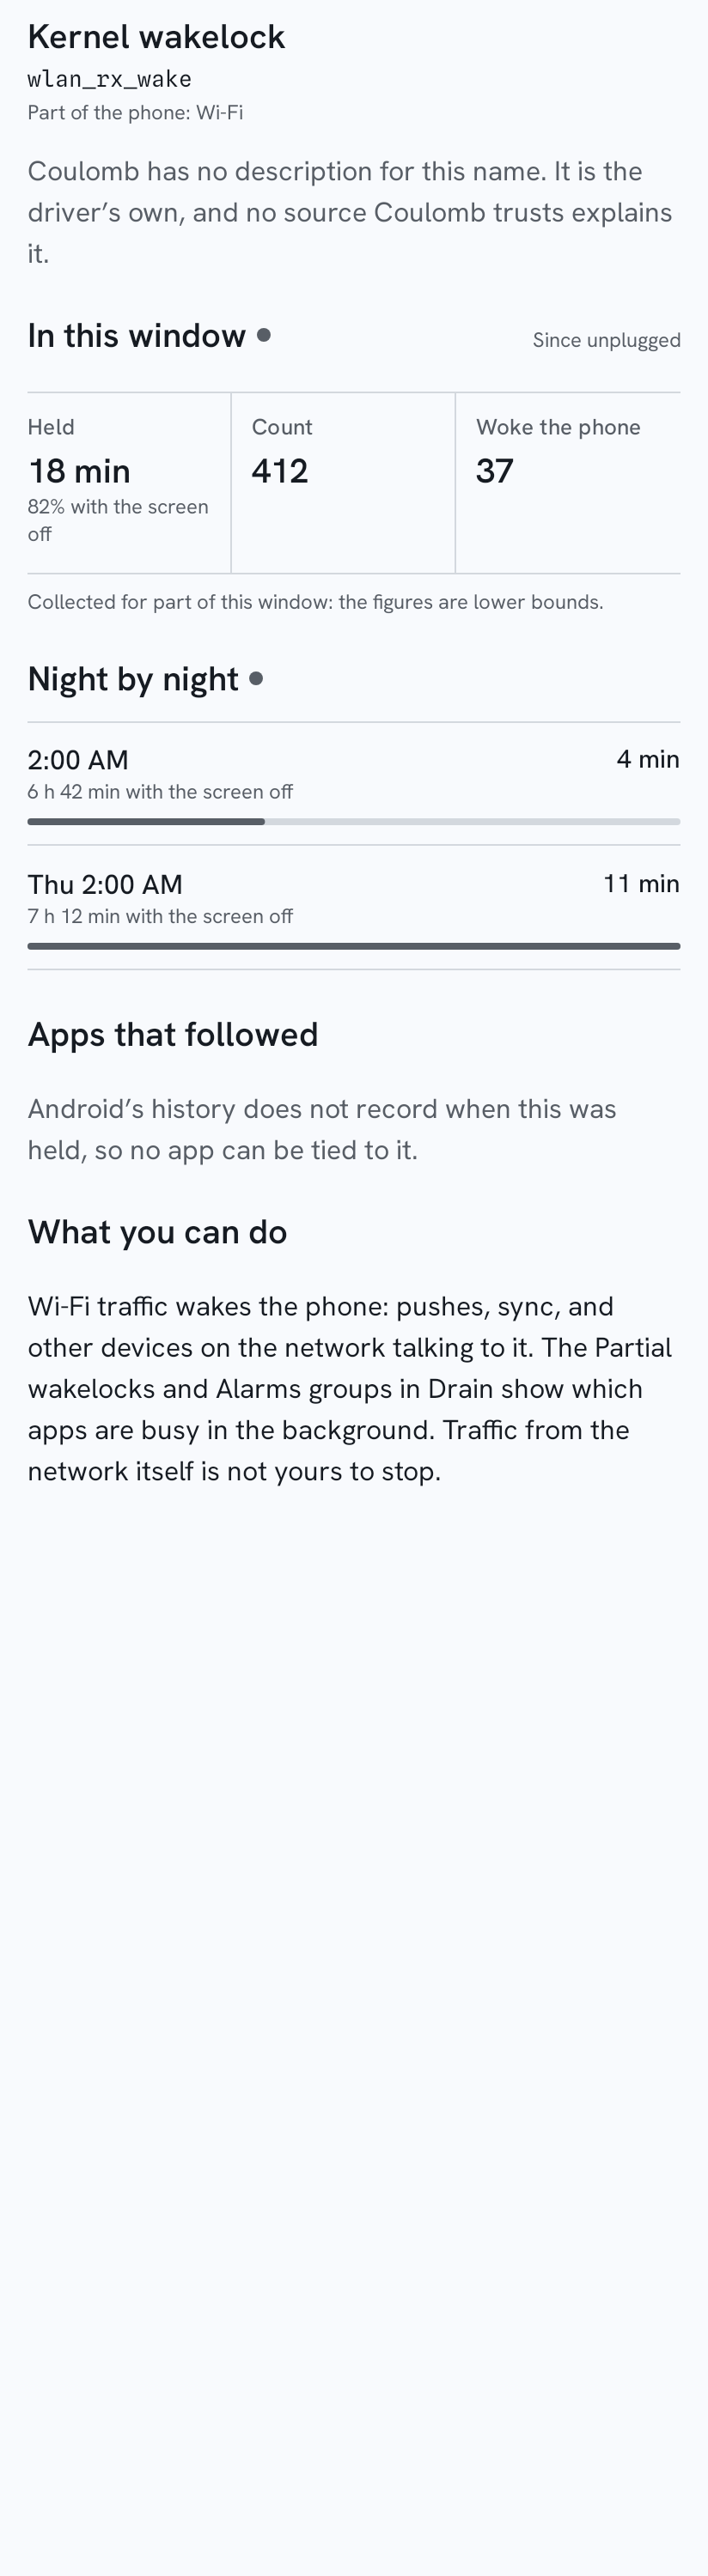 Kernel wakelock
wlan_rx_wake
Part of the phone: Wi-Fi
Coulomb has no description for this name. It is the
driver’s own, and no source Coulomb trusts explains
it.
In this window
Since unplugged
Held
18 min
82% with the screen
off
Count
412
Woke the phone
37
Collected for part of this window: the figures are lower bounds.
Night by night
2:00 AM
4 min
6 h 42 min with the screen off
Thu 2:00 AM
11 min
7 h 12 min with the screen off
Apps that followed
Android’s history does not record when this was
held, so no app can be tied to it.
What you can do
Wi-Fi traffic wakes the phone: pushes, sync, and
other devices on the network talking to it. The Partial
wakelocks and Alarms groups in Drain show which
apps are busy in the background. Traffic from the
network itself is not yours to stop.